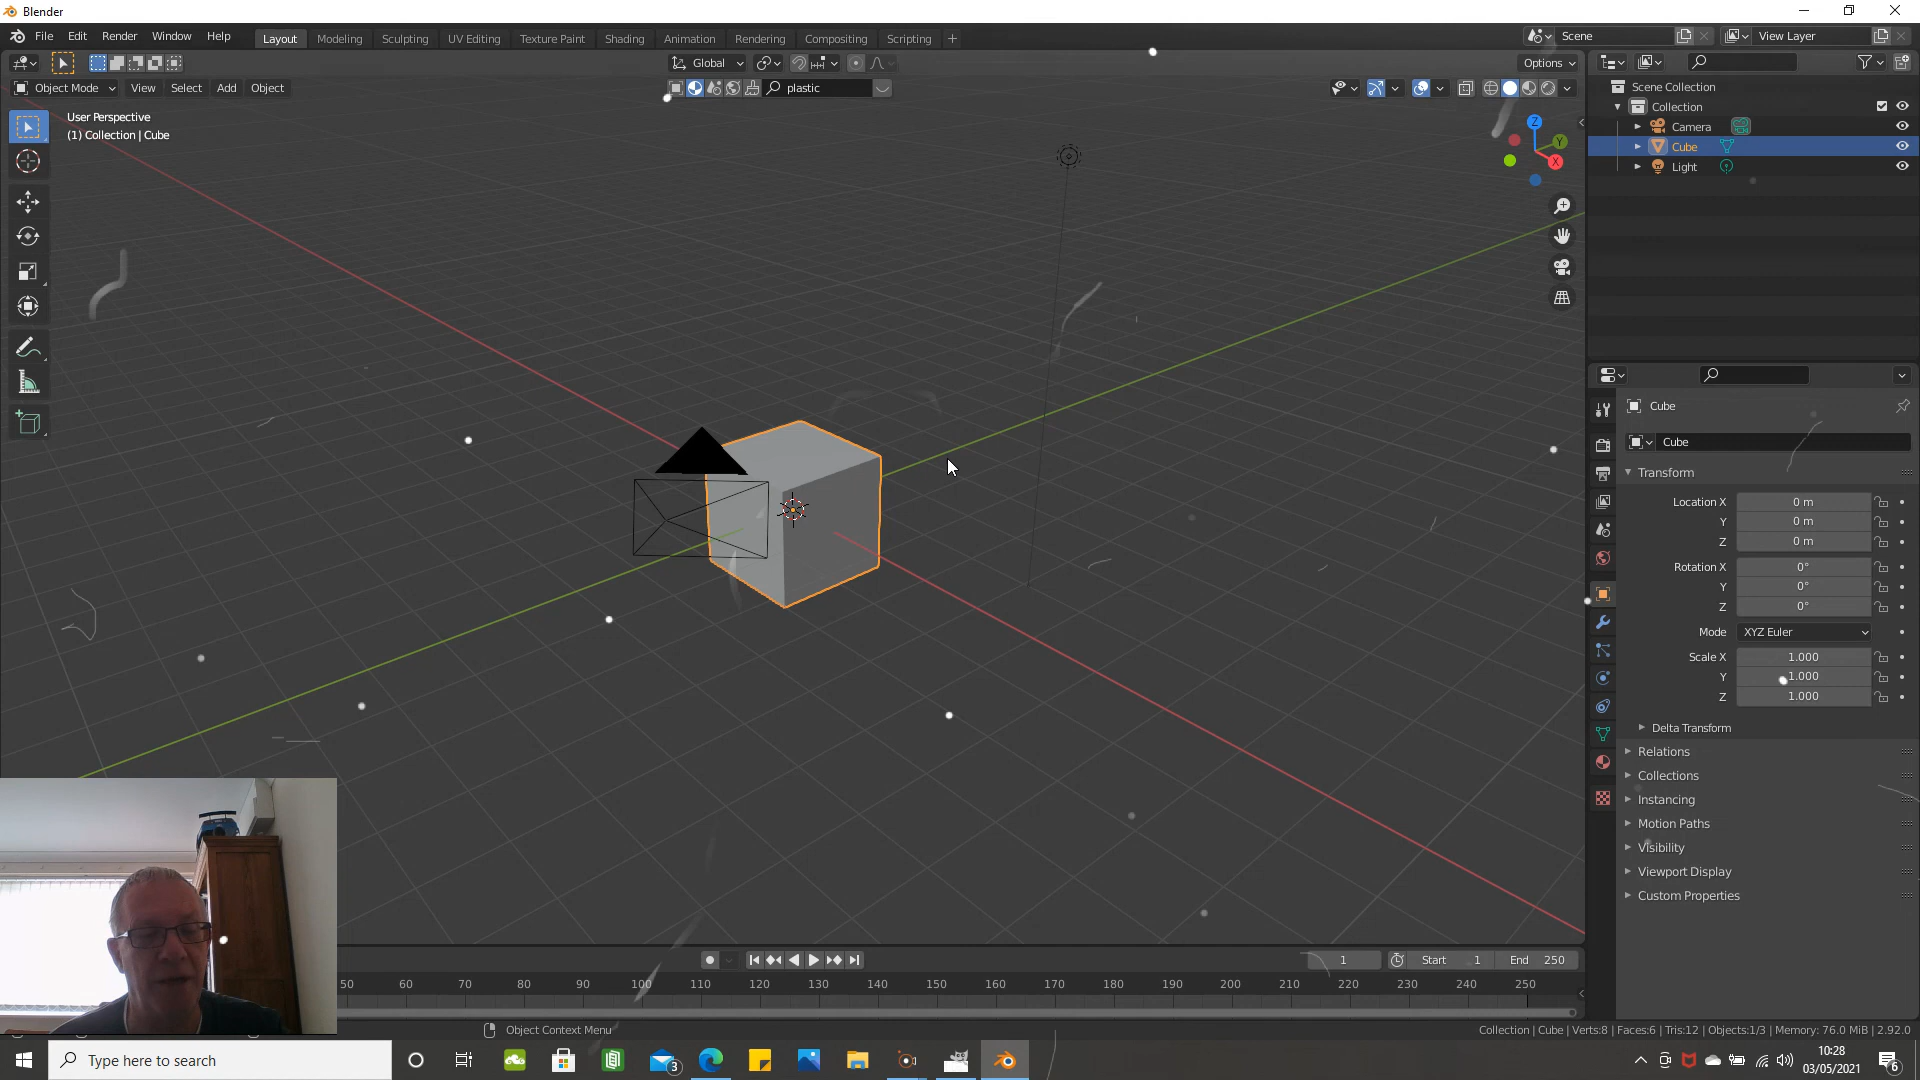 Blender
File Edit Render Window Help
Layout Modeling Sculpting UV Editing Texture Paint Shading Animation Rendering Compositing Scripting
Scene View Layer
Global Options
Object Mode View Select Add Object plastic
User Perspective
(1) Collection | Cube
Z
Y
X
Scene Collection
Collection
Camera
Cube
Light
Cube
Cube
Transform
Location X 0 m
Y 0 m
Z 0 m
Rotation X 0°
Y 0°
Z 0°
Mode XYZ Euler
Scale X 1.000
Y 1.000
Z 1.000
Delta Transform
Relations
Collections
Instancing
Motion Paths
Visibility
Viewport Display
Custom Properties
1 Start 1 End 250
50 60 70 80 90 100 110 120 130 140 150 160 170 180 190 200 210 220 230 240 250
Object Context Menu
Collection | Cube | Verts:8 | Faces:6 | Tris:12 | Objects:1/3 | Memory: 76.0 MiB | 2.92.0
Type here to search
3
10:28
03/05/2021
6